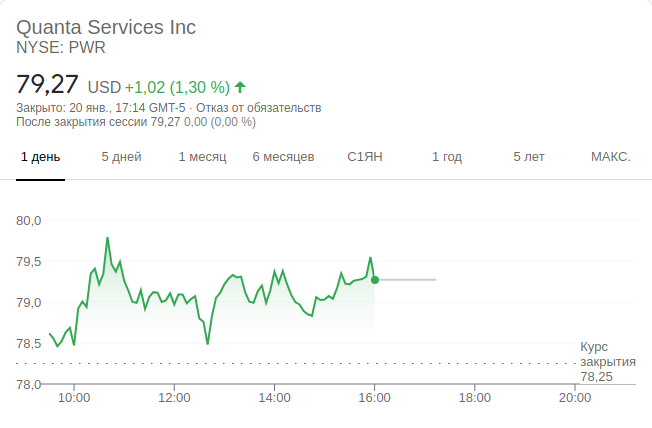 Quanta Services Inc
NYSE: PWR
79,27 USD +1,02 (1,30 %)
Закрыто: 20 янв., 17:14 GMT-5 · Отказ от обязательств
После закрытия сессии 79,27 0,00 (0,00 %)
1 день 5 дней 1 месяц 6 месяцев С1ЯН 1 год 5 лет МАКС.
80,0
79,5
79,0
78,5
Курс
закрытия
78,25
78,0
10:00 12:00 14:00 16:00 18:00 20:00